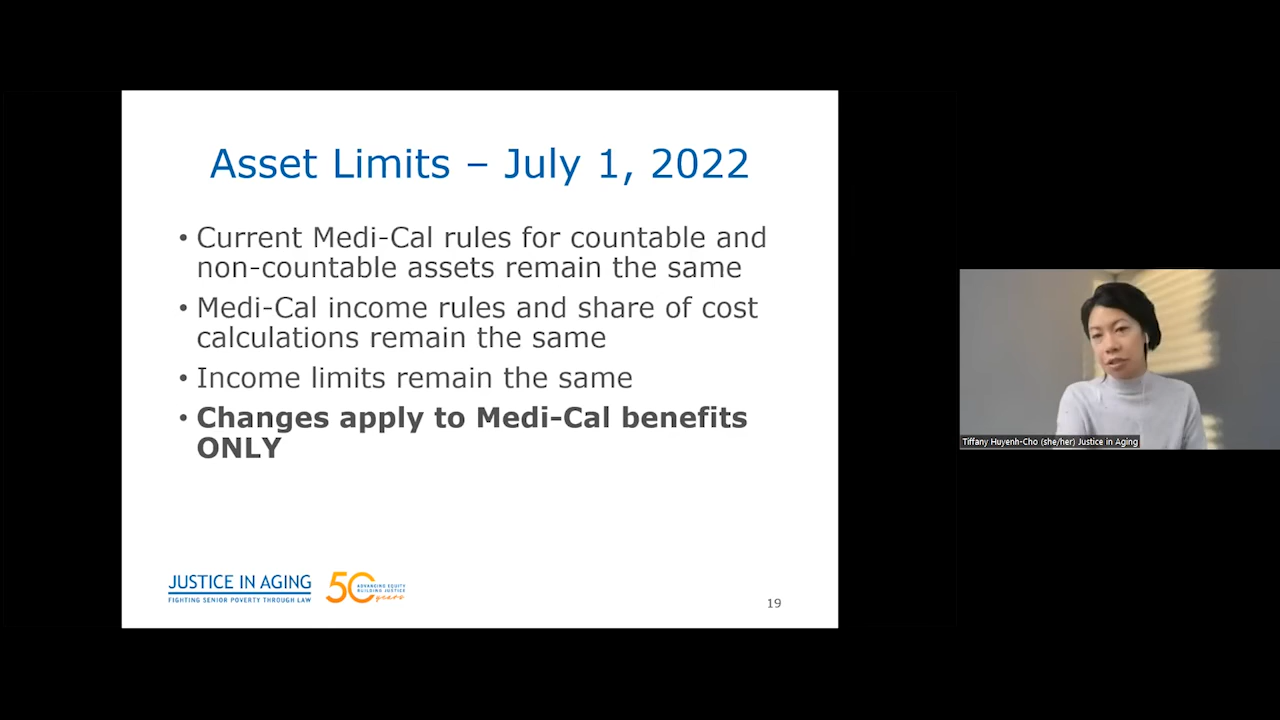 Asset Limits – July 1, 2022
• Current Medi-Cal rules for countable and
non-countable assets remain the same
• Medi-Cal income rules and share of cost
calculations remain the same
• Income limits remain the same
• Changes apply to Medi-Cal benefits
ONLY
JUSTICE IN AGING
FIGHTING SENIOR POVERTY THROUGH LAW
50
years
ADVANCING EQUITY
BUILDING JUSTICE
19
Tiffany Huyenh-Cho (she/her) Justice in Aging